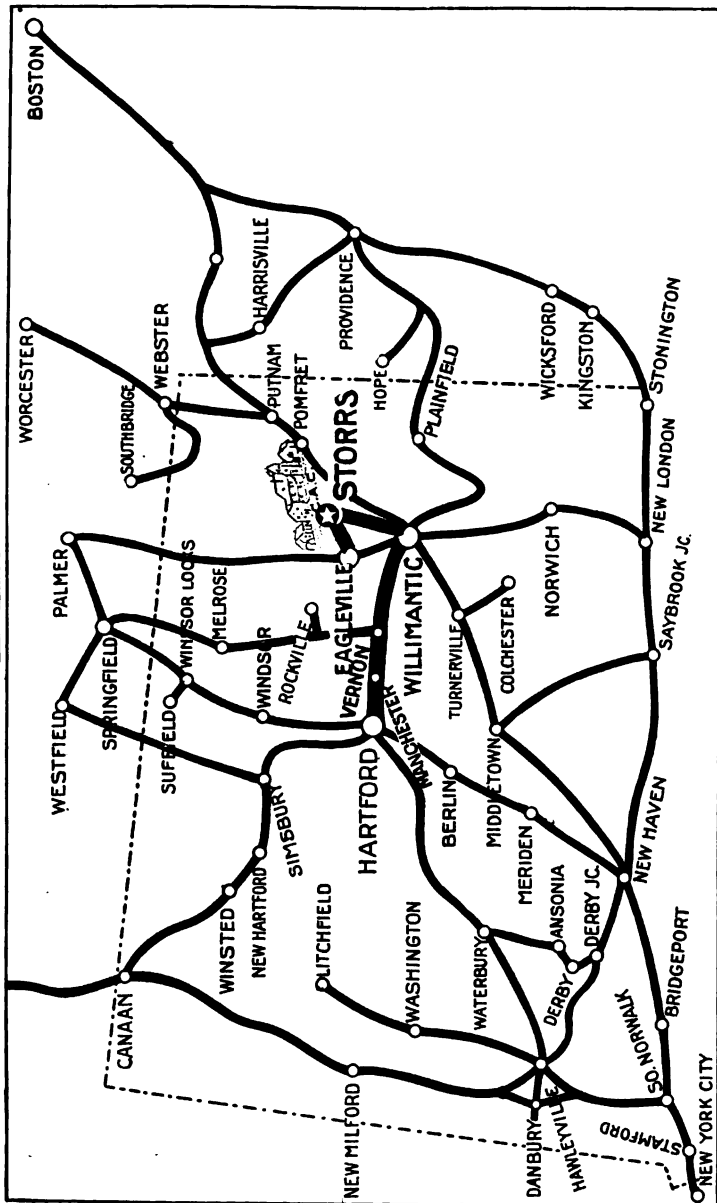 BOSTON
WORCESTER
WEBSTER
SOUTHBRIDGE
HARRISVILLE
PUTNAM
POMFRET
PROVIDENCE
HOPE
PLAINFIELD
WICKSFORD
KINGSTON
STONINGTON
STORRS
PALMER
WESTFIELD
SPRINGFIELD
WINDSOR LOCKS
SUFFIELD
MELROSE
WINDSOR
ROCKVILLE
EAGLEVILLE
VERNON
WILLIMANTIC
MANCHESTER
HARTFORD
TURNERVILLE
COLCHESTER
NORWICH
NEW LONDON
SAYBROOK JC.
BERLIN
MIDDLETOWN
MERIDEN
NEW HAVEN
CANAAN
WINSTED
NEW HARTFORD
SIMSBURY
LITCHFIELD
WASHINGTON
WATERBURY
ANSONIA
DERBY
DERBY JC.
NEW MILFORD
DANBURY
HAWLEYVILLE
SO. NORWALK
BRIDGEPORT
STAMFORD
NEW YORK CITY